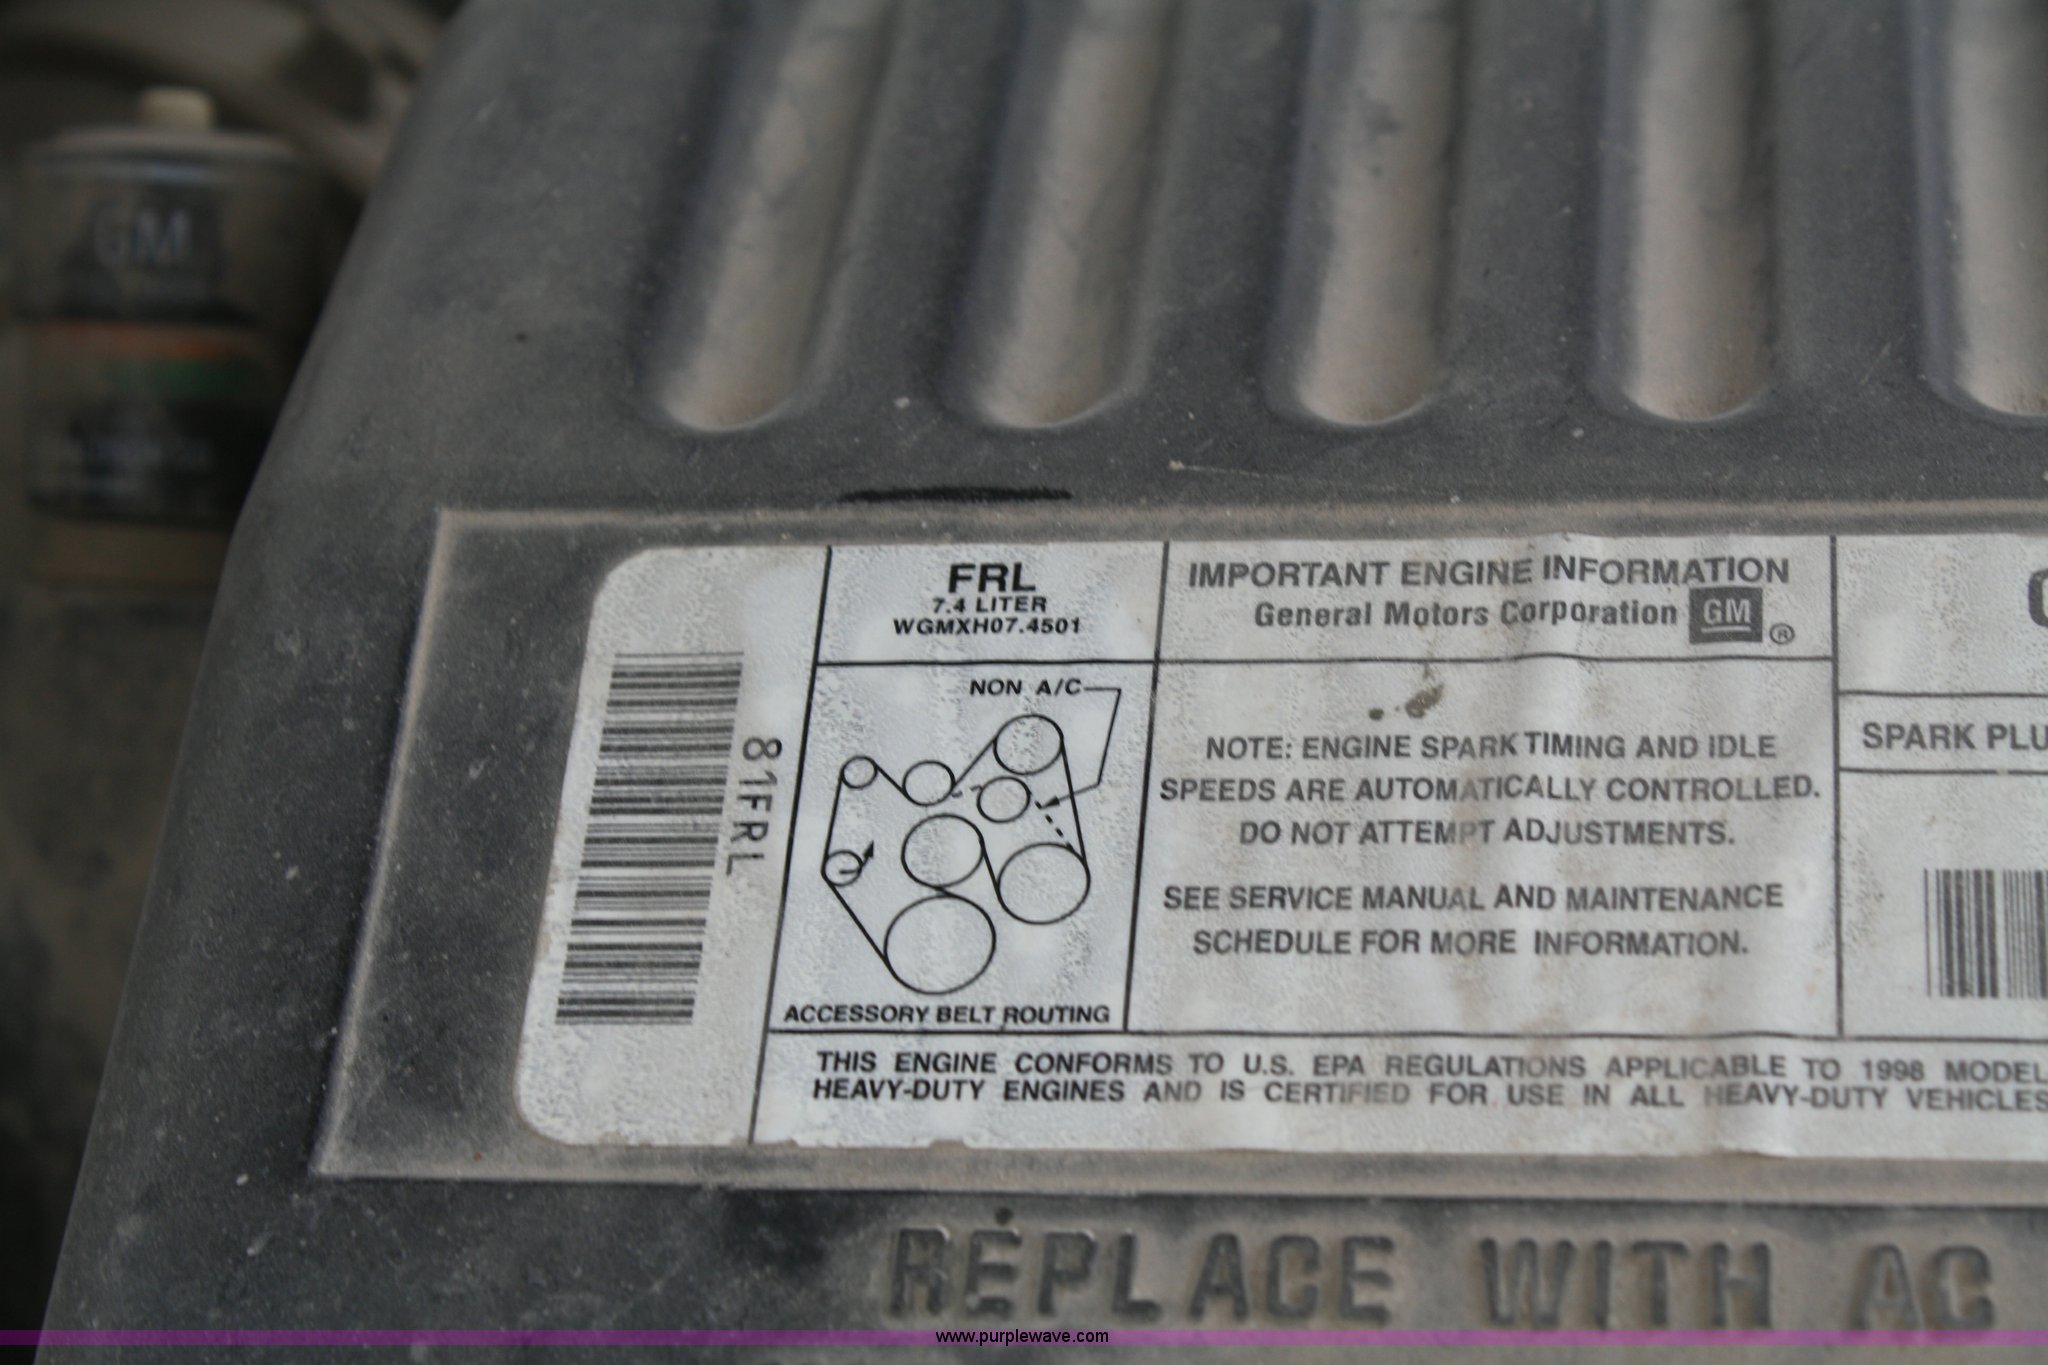 GM
FRL
7.4 LITER
WGMXH07.4501
81FRL
NON A/C
ACCESSORY BELT ROUTING
IMPORTANT ENGINE INFORMATION
General Motors Corporation GM ®
NOTE: ENGINE SPARK TIMING AND IDLE
SPEEDS ARE AUTOMATICALLY CONTROLLED.
DO NOT ATTEMPT ADJUSTMENTS.
SEE SERVICE MANUAL AND MAINTENANCE
SCHEDULE FOR MORE INFORMATION.
SPARK PLU
THIS ENGINE CONFORMS TO U.S. EPA REGULATIONS APPLICABLE TO 1998 MODEL
HEAVY-DUTY ENGINES AND IS CERTIFIED FOR USE IN ALL HEAVY-DUTY VEHICLES
REPLACE WITH AC
www.purplewave.com